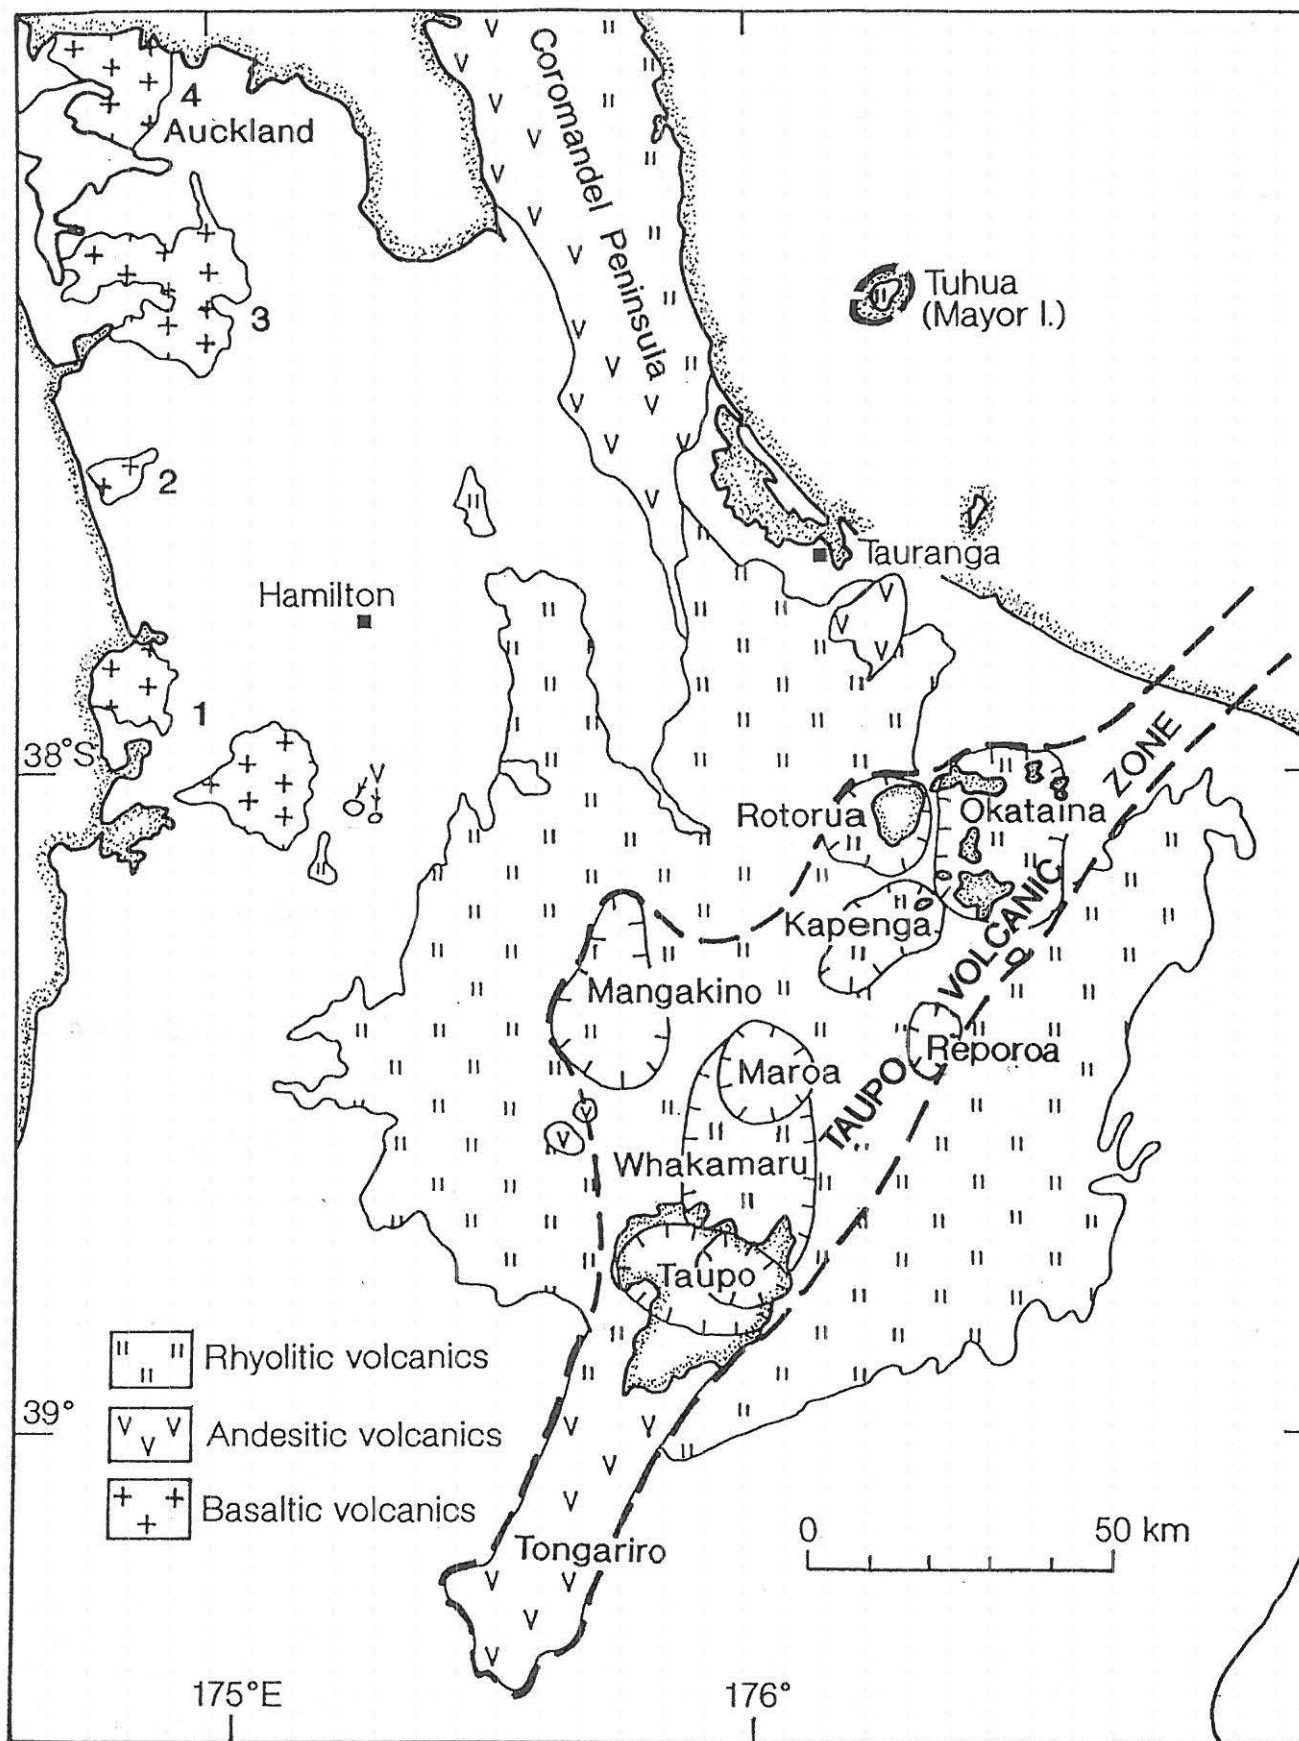 4
Auckland
Coromandel Peninsula
Tuhua
(Mayor I.)
3
2
Tauranga
Hamilton
1
38°S
ZONE
Rotorua
Okataina
Kapenga
VOLCANIC
Mangakino
Reporoa
Maroa
TAUPO
Whakamaru
Taupo
Rhyolitic volcanics
39°
Andesitic volcanics
Basaltic volcanics
0 50 km
Tongariro
175°E
176°